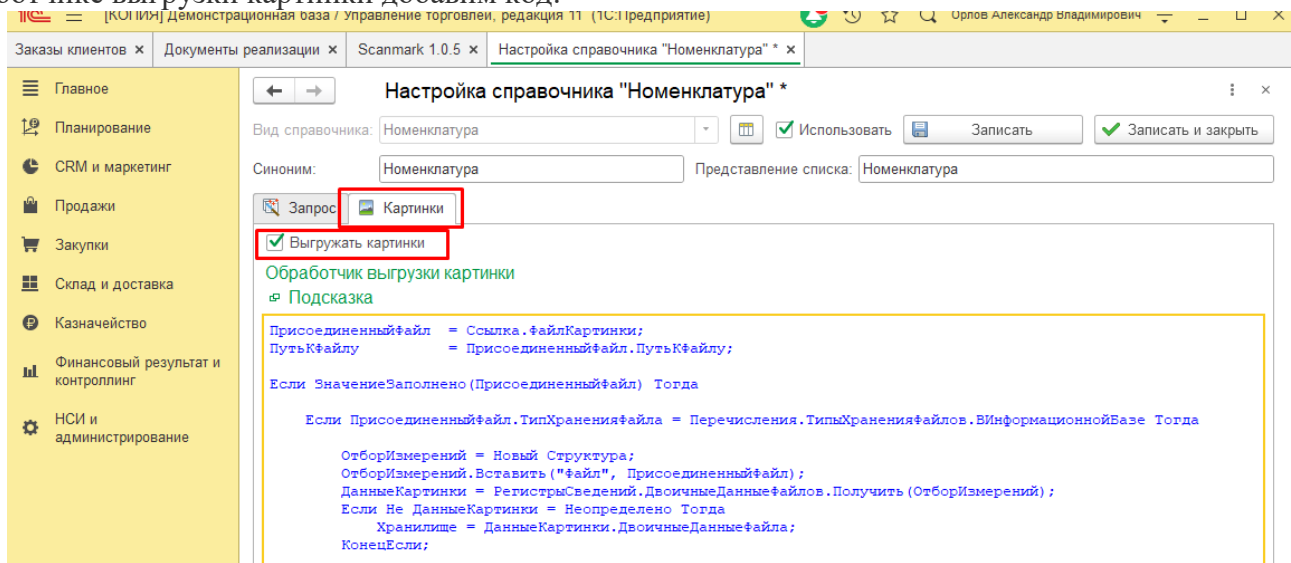 ботчике выгрузки картинки добавим код:
[КОПИЯ] Демонстрационная база / Управление торговлей, редакция 11 (1С:Предприятие) Орлов Александр Владимирович
Заказы клиентов × Документы реализации × Scanmark 1.0.5 × Настройка справочника "Номенклатура" * ×
Главное
Планирование
CRM и маркетинг
Продажи
Закупки
Склад и доставка
Казначейство
Финансовый результат и
контроллинг
НСИ и
администрирование
Настройка справочника "Номенклатура" *
Вид справочника: Номенклатура Использовать Записать Записать и закрыть
Синоним: Номенклатура Представление списка: Номенклатура
Запрос Картинки
Выгружать картинки
Обработчик выгрузки картинки
Подсказка
ПрисоединенныйФайл = Ссылка.ФайлКартинки;
ПутьКФайлу = ПрисоединенныйФайл.ПутьКФайлу;
Если ЗначениеЗаполнено(ПрисоединенныйФайл) Тогда
Если ПрисоединенныйФайл.ТипХраненияФайла = Перечисления.ТипыХраненияФайлов.ВИнформационнойБазе Тогда
ОтборИзмерений = Новый Структура;
ОтборИзмерений.Вставить("Файл", ПрисоединенныйФайл);
ДанныеКартинки = РегистрыСведений.ДвоичныеДанныеФайлов.Получить(ОтборИзмерений);
Если Не ДанныеКартинки = Неопределено Тогда
Хранилище = ДанныеКартинки.ДвоичныеДанныеФайла;
КонецЕсли;